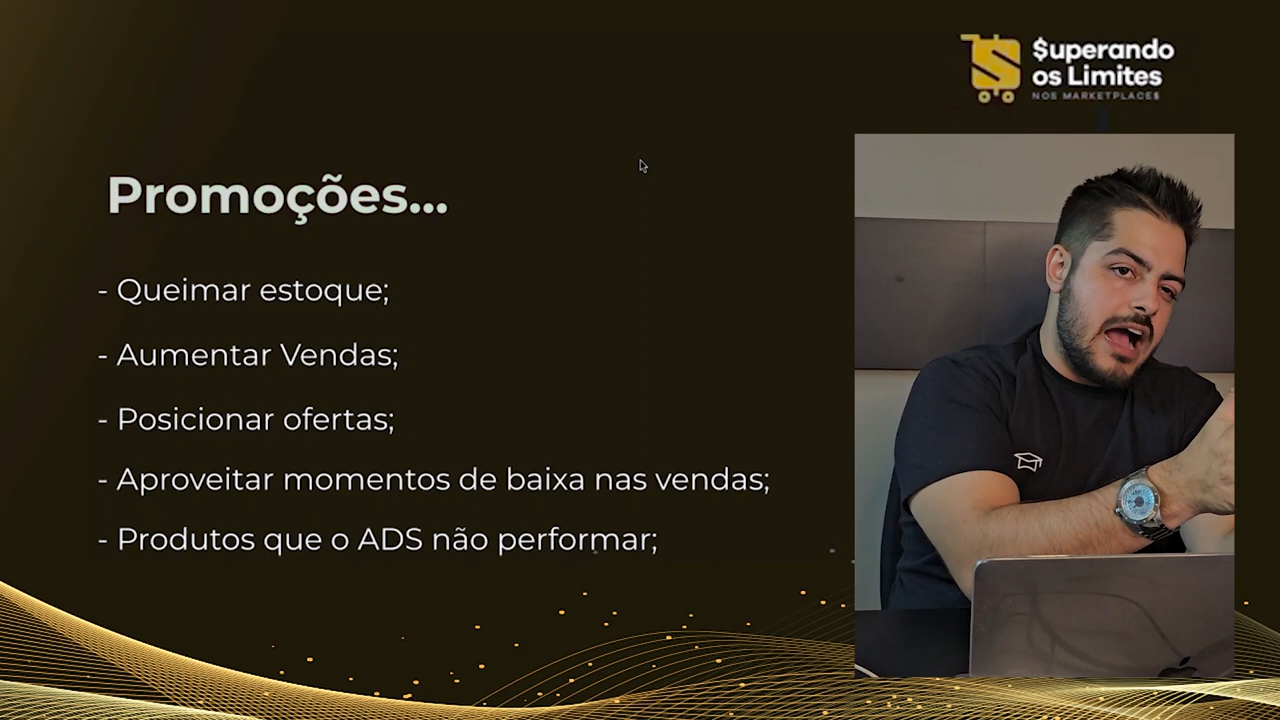 $uperando
os Limites
NOS MARKETPLACE$
Promoções...
- Queimar estoque;
- Aumentar Vendas;
- Posicionar ofertas;
- Aproveitar momentos de baixa nas vendas;
- Produtos que o ADS não performar;